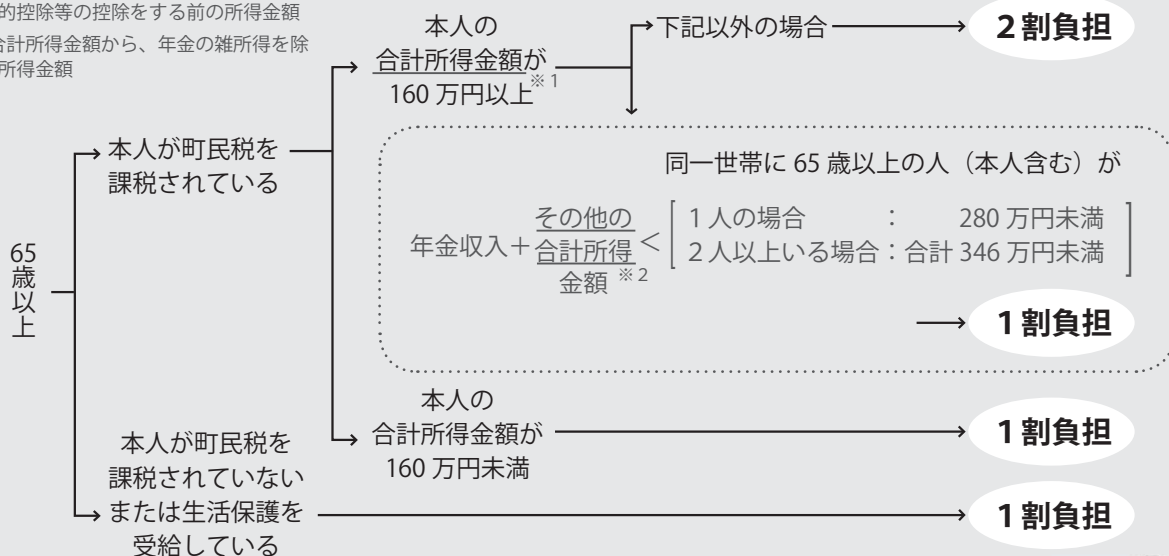 的控除等の控除をする前の所得金額
合計所得金額から、年金の雑所得を除
所得金額
65歳以上
本人が町民税を
課税されている
本人の
合計所得金額が
160万円以上※1
下記以外の場合
2割負担
同一世帯に65歳以上の人（本人含む）が
年金収入＋その他の合計所得金額※2＜
1人の場合 ： 280万円未満
2人以上いる場合：合計346万円未満
1割負担
本人の
合計所得金額が
160万円未満
1割負担
本人が町民税を
課税されていない
または生活保護を
受給している
1割負担